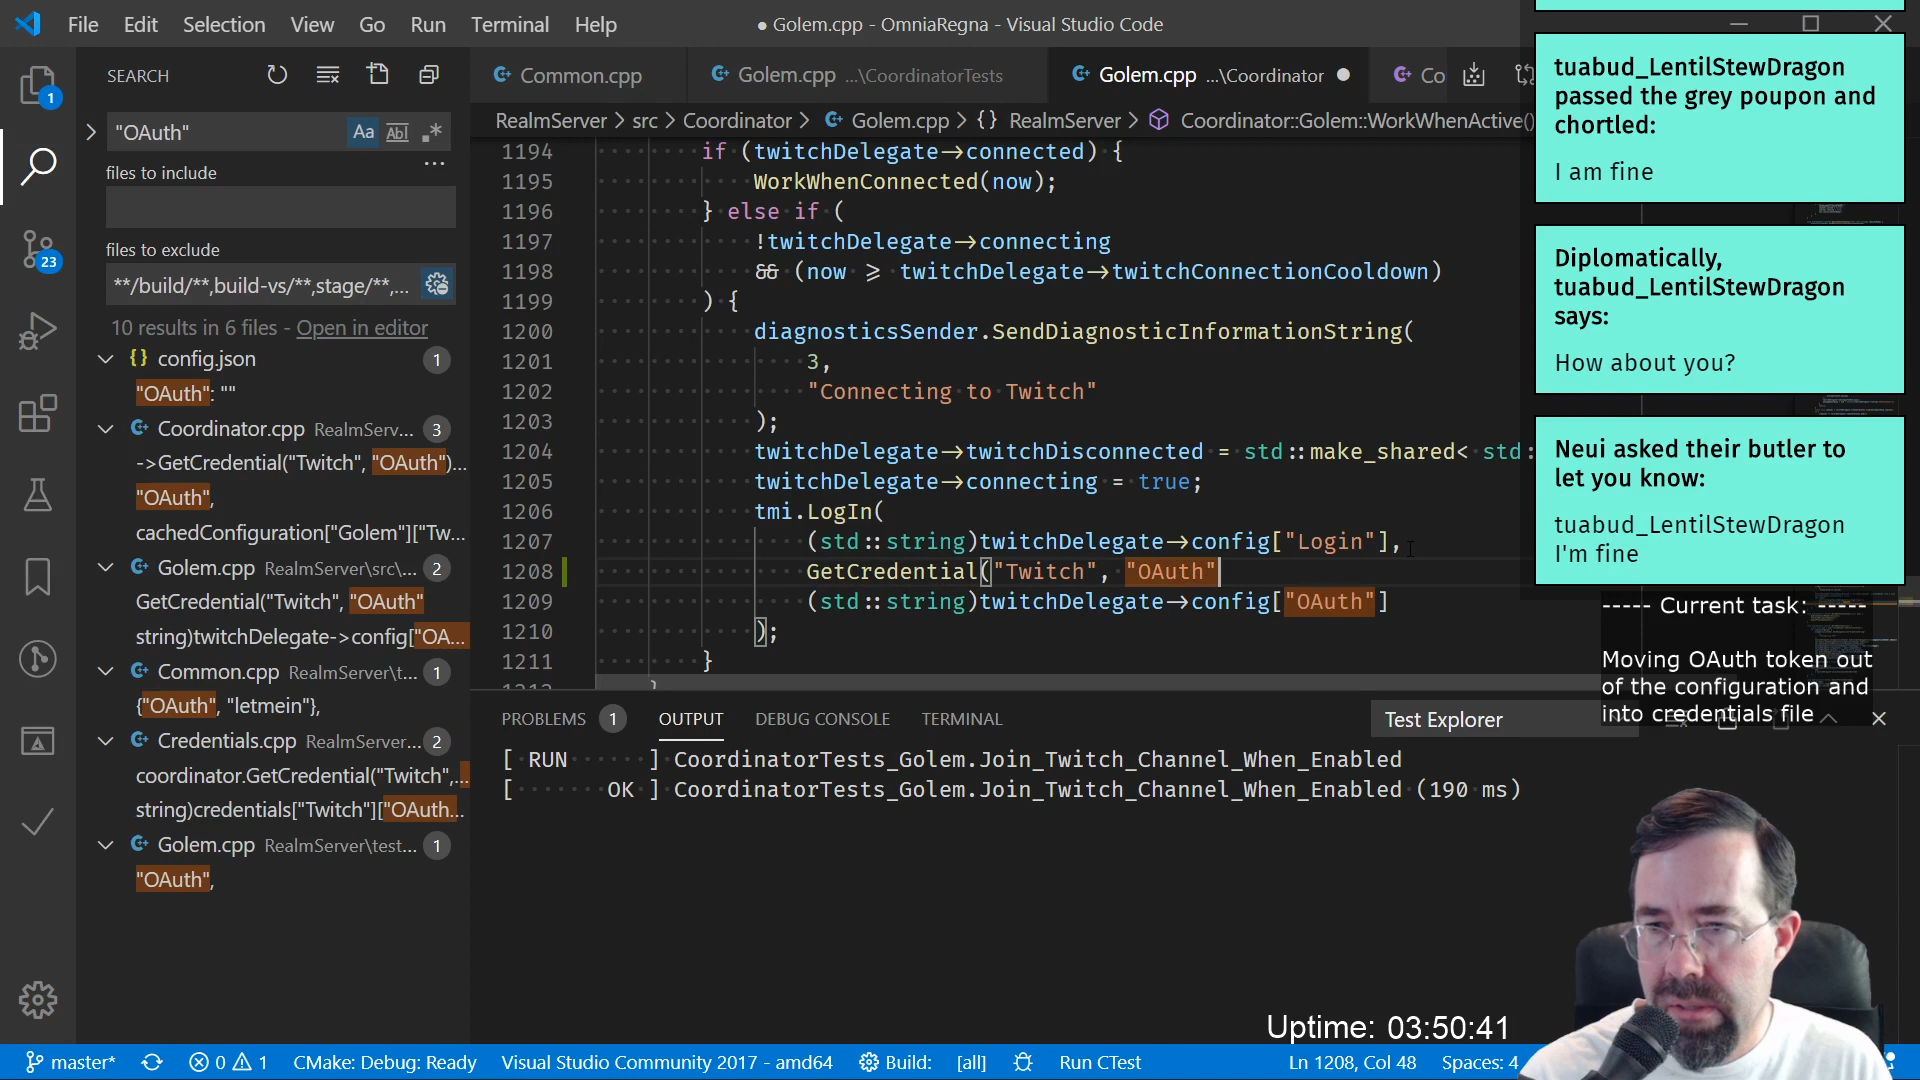 File Edit Selection View Go Run Terminal Help
● Golem.cpp - OmniaRegna - Visual Studio Code
SEARCH
"OAuth"
Aa Abl .*
files to include
files to exclude
**/build/**,build-vs/**,stage/**,...
10 results in 6 files - Open in editor
config.json 1
"OAuth": ""
Coordinator.cpp RealmServ... 3
->GetCredential("Twitch", "OAuth")...
"OAuth",
cachedConfiguration["Golem"]["Tw...
Golem.cpp RealmServer\src\... 2
GetCredential("Twitch", "OAuth"
string)twitchDelegate->config["OA...
Common.cpp RealmServer\t... 1
{"OAuth", "letmein"},
Credentials.cpp RealmServer... 2
coordinator.GetCredential("Twitch",...
string)credentials["Twitch"]["OAuth...
Golem.cpp RealmServer\test... 1
"OAuth",
1
23
Common.cpp
Golem.cpp ...\CoordinatorTests
Golem.cpp ...\Coordinator ●
Co
RealmServer > src > Coordinator > Golem.cpp > {} RealmServer > Coordinator::Golem::WorkWhenActive()
1194 if (twitchDelegate->connected) {
1195 WorkWhenConnected(now);
1196 } else if (
1197 !twitchDelegate->connecting
1198 && (now >= twitchDelegate->twitchConnectionCooldown)
1199 ) {
1200 diagnosticsSender.SendDiagnosticInformationString(
1201 3,
1202 "Connecting to Twitch"
1203 );
1204 twitchDelegate->twitchDisconnected = std::make_shared< std:
1205 twitchDelegate->connecting = true;
1206 tmi.LogIn(
1207 (std::string)twitchDelegate->config["Login"],
1208 GetCredential("Twitch", "OAuth"
1209 (std::string)twitchDelegate->config["OAuth"]
1210 );
1211 }
PROBLEMS 1 OUTPUT DEBUG CONSOLE TERMINAL
Test Explorer
[ RUN      ] CoordinatorTests_Golem.Join_Twitch_Channel_When_Enabled
[       OK ] CoordinatorTests_Golem.Join_Twitch_Channel_When_Enabled (190 ms)
tuabud_LentilStewDragon
passed the grey poupon and
chortled:
I am fine
Diplomatically,
tuabud_LentilStewDragon
says:
How about you?
Neui asked their butler to
let you know:
tuabud_LentilStewDragon
I'm fine
----- Current task: -----
Moving OAuth token out
of the configuration and
into credentials file
Uptime: 03:50:41
master* 0 1 CMake: Debug: Ready Visual Studio Community 2017 - amd64 Build: [all] Run CTest Ln 1208, Col 48 Spaces: 4